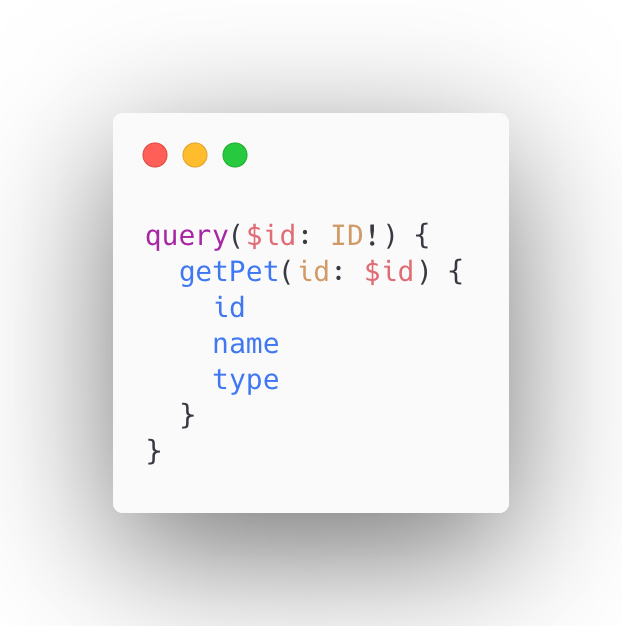 query($id: ID!) {
  getPet(id: $id) {
    id
    name
    type
  }
}